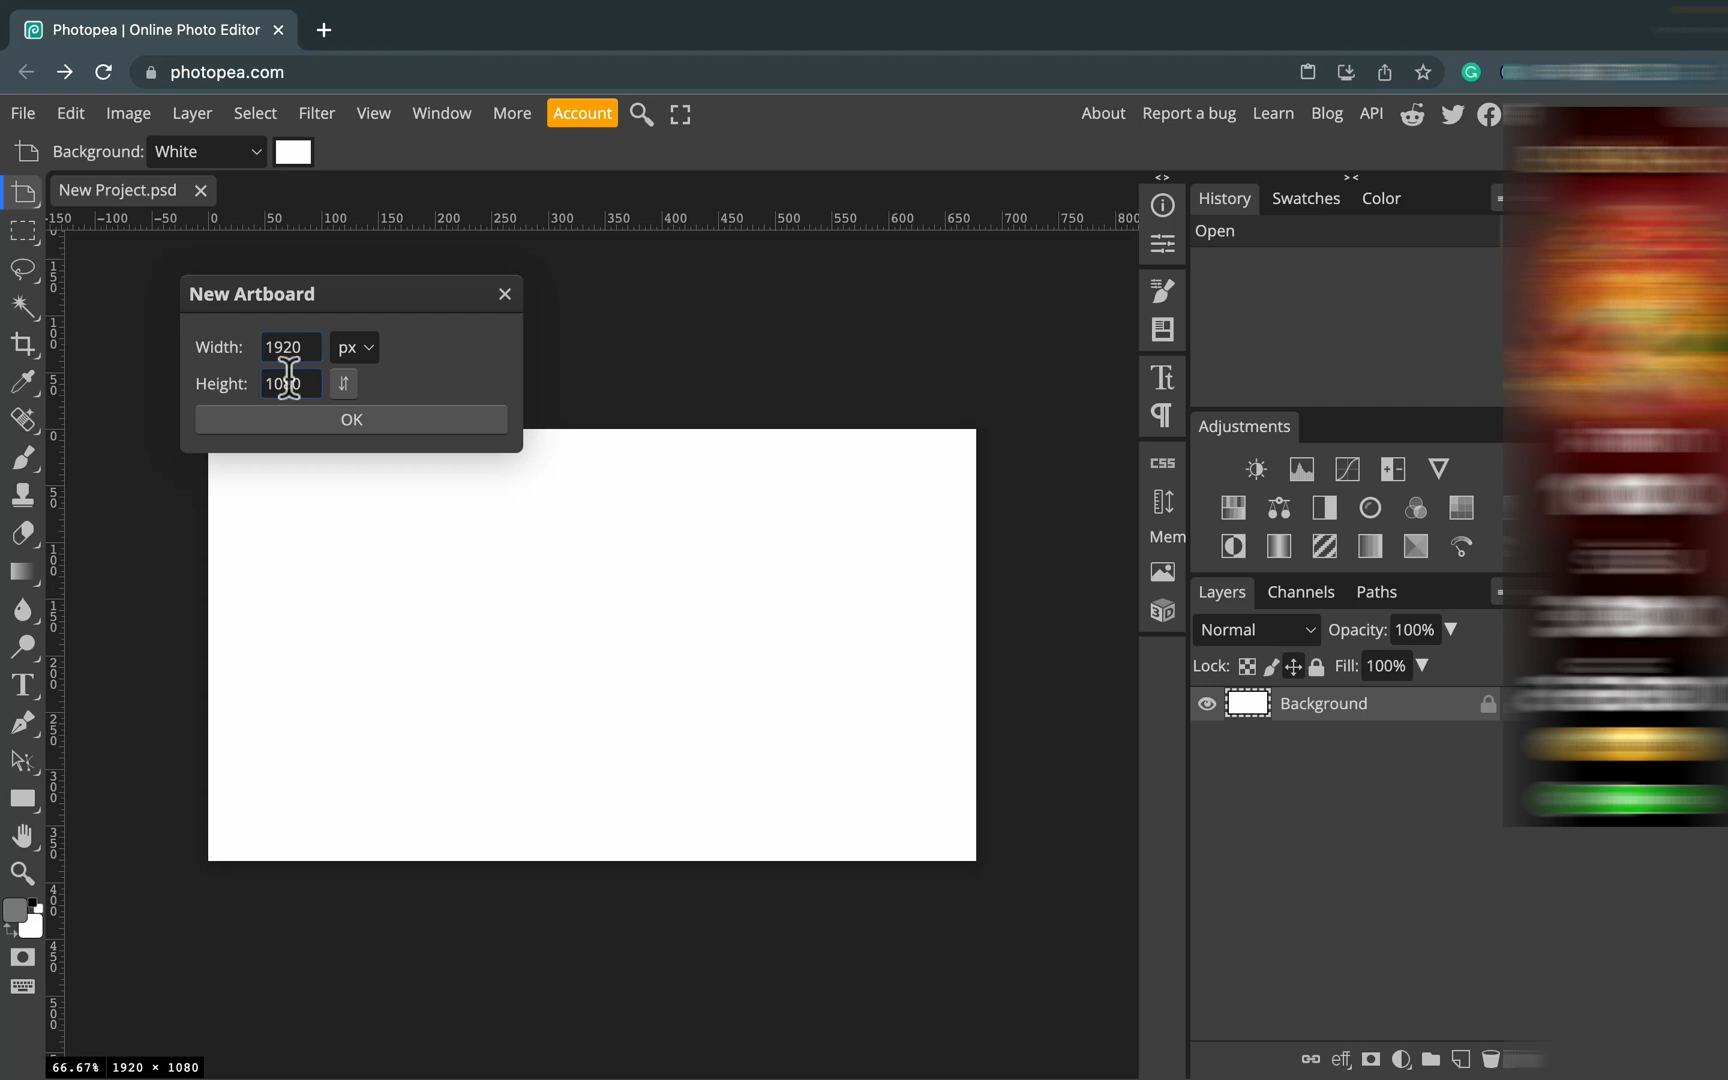 Photopea | Online Photo Editor
photopea.com
File Edit Image Layer Select Filter View Window More Account About Report a bug Learn Blog API
Background: White
New Project.psd
-150 -100 -50 0 50 100 150 200 250 300 350 400 450 500 550 600 650 700 750 800
History Swatches Color
Open
New Artboard
Width: 1920 px
Height: 1080
OK
Tt
CSS
Mem
Adjustments
Layers Channels Paths
Normal Opacity: 100%
Lock: Fill: 100%
Background
eff
66.67% 1920 × 1080